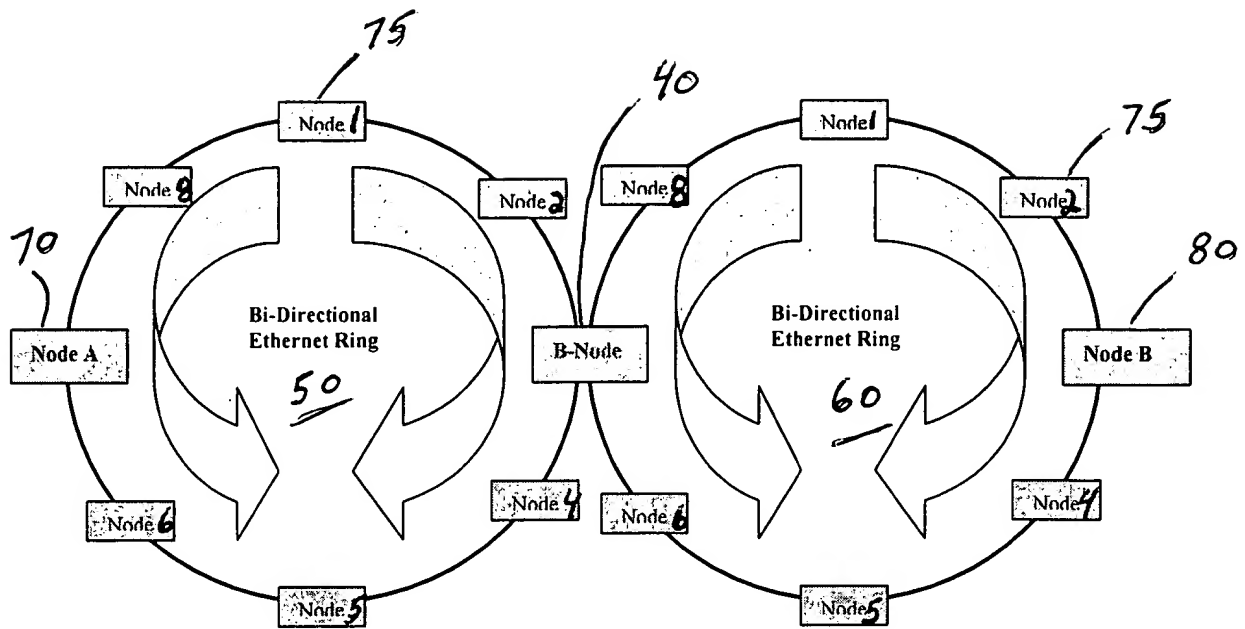 75
40
Node 1
Node 1
75
Node 8
Node 2
Node 8
Node 2
70
80
Bi-Directional
Ethernet Ring
Bi-Directional
Ethernet Ring
Node A
B-Node
Node B
50
60
Node 6
Node 4
Node 6
Node 4
Node 5
Node 5